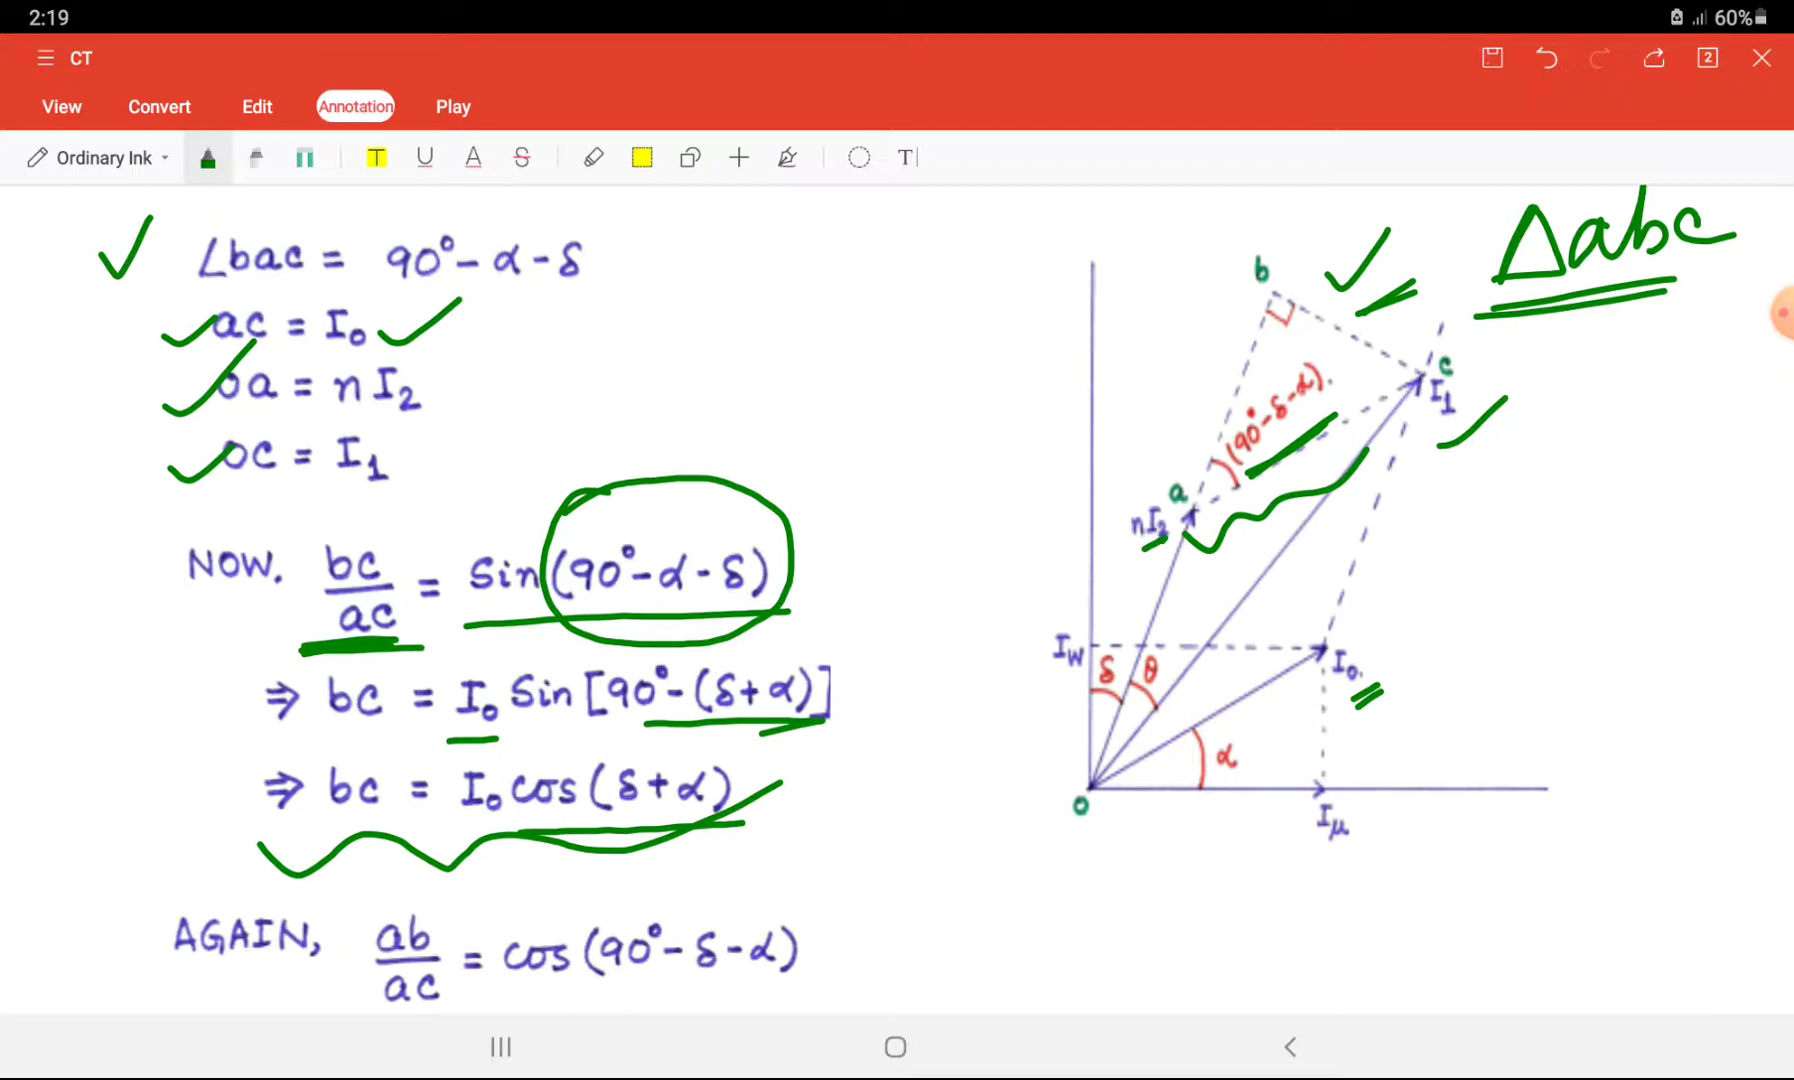 2:19 60%
CT 2
View Convert Edit Annotation Play
Ordinary Ink T U A S T
∠bac = 90° - α - δ
ac = I₀
oa = n I₂
oc = I₁
NOW. bc/ac = Sin (90° - α - δ)
⇒ bc = I₀ Sin [90° - (δ + α)]
⇒ bc = I₀ cos (δ + α)
AGAIN, ab/ac = cos (90° - δ - α)
Δabc
b
c
I₁
(90° - δ - α).
a
nI₂
I_w
δ θ
I₀.
α
o
I_μ